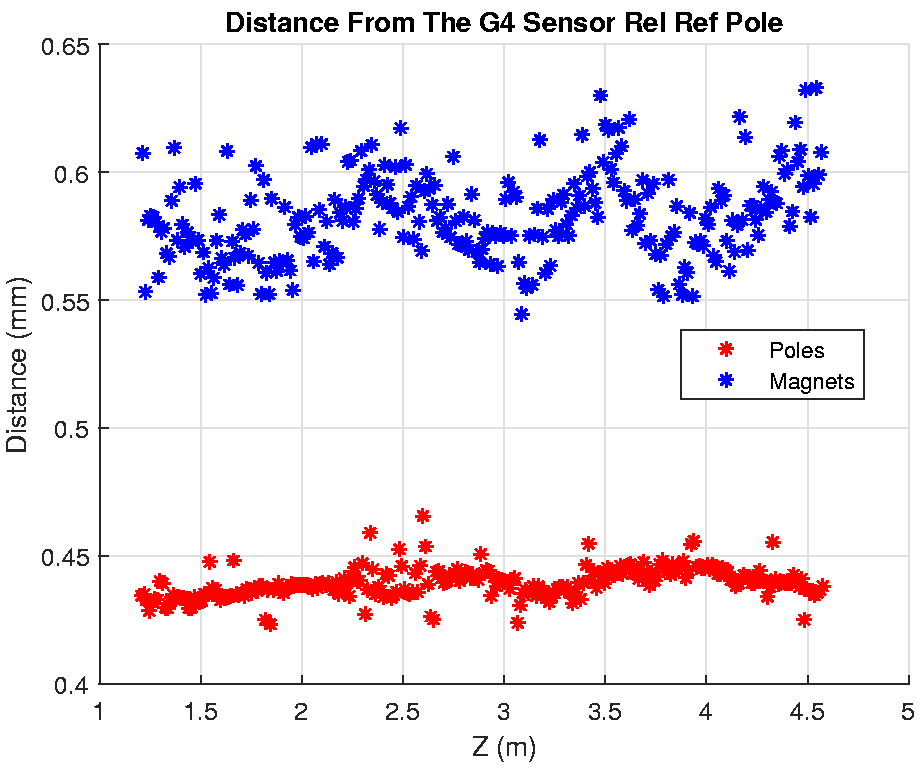 Distance From The G4 Sensor Rel Ref Pole
0.65
0.6
0.55
0.5
0.45
0.4
Distance (mm)
Poles
Magnets
1 1.5 2 2.5 3 3.5 4 4.5 5
Z (m)